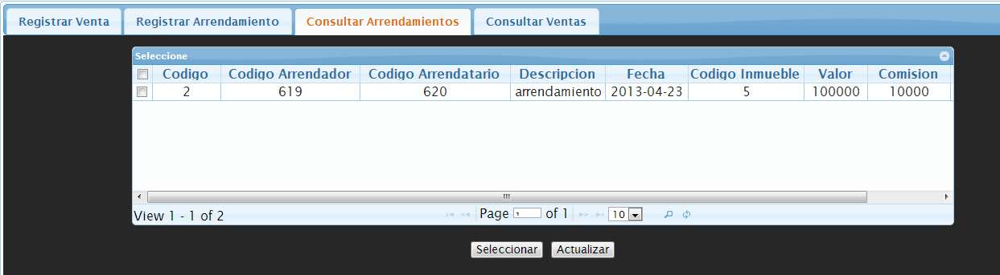 Registrar Venta Registrar Arrendamiento Consultar Arrendamientos Consultar Ventas
Seleccione
Codigo Codigo Arrendador Codigo Arrendatario Descripcion Fecha Codigo Inmueble Valor Comision
2 619 620 arrendamiento 2013-04-23 5 100000 10000
View 1 - 1 of 2 Page 1 of 1 10
Seleccionar Actualizar